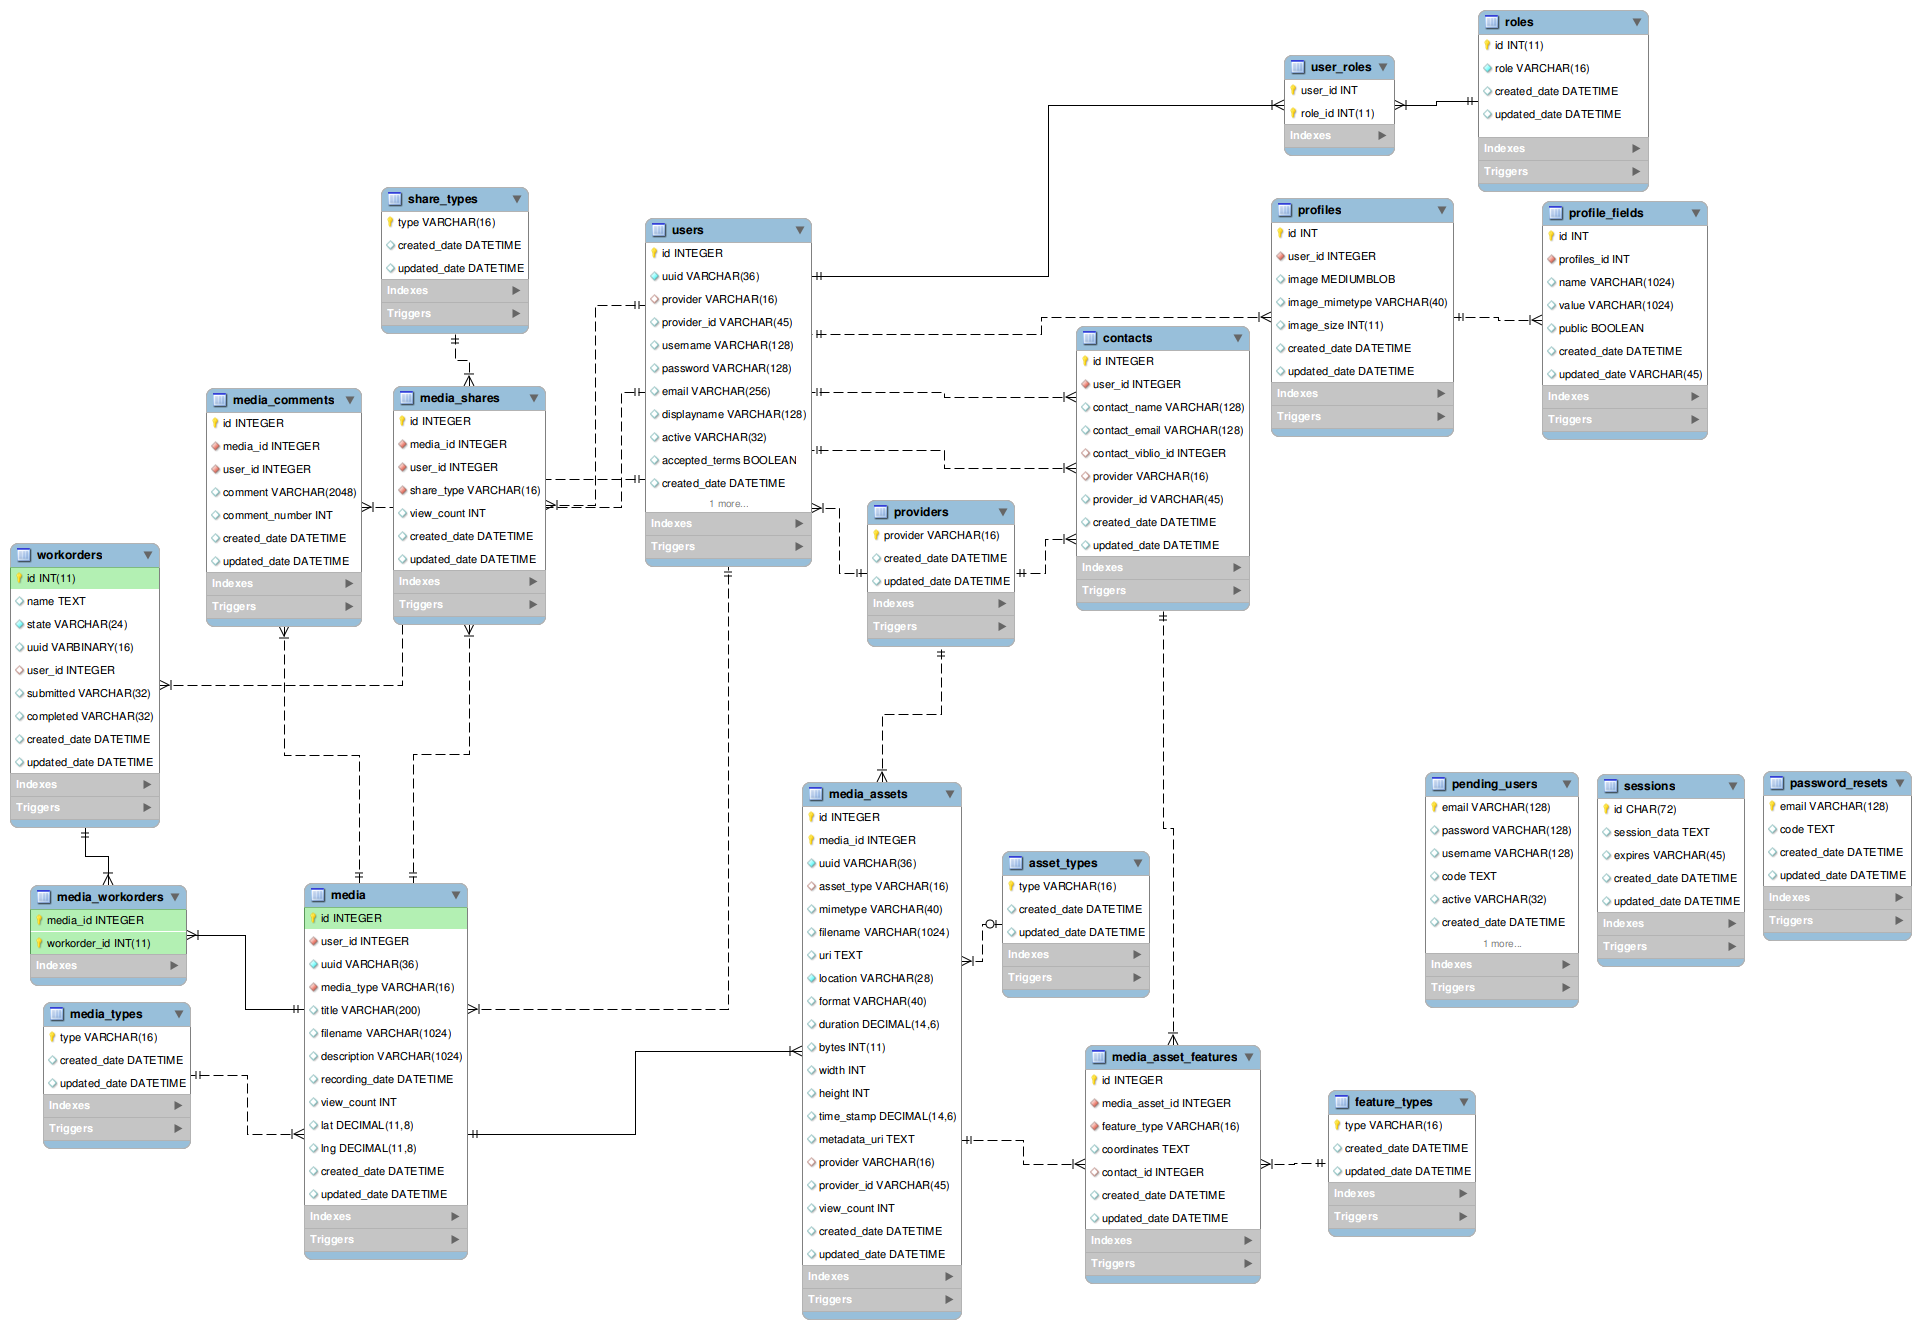 roles
id INT(11)
role VARCHAR(16)
created_date DATETIME
updated_date DATETIME
Indexes
Triggers
user_roles
user_id INT
role_id INT(11)
Indexes
share_types
type VARCHAR(16)
created_date DATETIME
updated_date DATETIME
Indexes
Triggers
users
id INTEGER
uuid VARCHAR(36)
provider VARCHAR(16)
provider_id VARCHAR(45)
username VARCHAR(128)
password VARCHAR(128)
email VARCHAR(256)
displayname VARCHAR(128)
active VARCHAR(32)
accepted_terms BOOLEAN
created_date DATETIME
1 more...
Indexes
Triggers
profiles
id INT
user_id INTEGER
image MEDIUMBLOB
image_mimetype VARCHAR(40)
image_size INT(11)
created_date DATETIME
updated_date DATETIME
Indexes
Triggers
profile_fields
id INT
profiles_id INT
name VARCHAR(1024)
value VARCHAR(1024)
public BOOLEAN
created_date DATETIME
updated_date VARCHAR(45)
Indexes
Triggers
contacts
id INTEGER
user_id INTEGER
contact_name VARCHAR(128)
contact_email VARCHAR(128)
contact_viblio_id INTEGER
provider VARCHAR(16)
provider_id VARCHAR(45)
created_date DATETIME
updated_date DATETIME
Indexes
Triggers
media_comments
id INTEGER
media_id INTEGER
user_id INTEGER
comment VARCHAR(2048)
comment_number INT
created_date DATETIME
updated_date DATETIME
Indexes
Triggers
media_shares
id INTEGER
media_id INTEGER
user_id INTEGER
share_type VARCHAR(16)
view_count INT
created_date DATETIME
updated_date DATETIME
Indexes
Triggers
providers
provider VARCHAR(16)
created_date DATETIME
updated_date DATETIME
Indexes
Triggers
workorders
id INT(11)
name TEXT
state VARCHAR(24)
uuid VARBINARY(16)
user_id INTEGER
submitted VARCHAR(32)
completed VARCHAR(32)
created_date DATETIME
updated_date DATETIME
Indexes
Triggers
media_workorders
media_id INTEGER
workorder_id INT(11)
Indexes
media_types
type VARCHAR(16)
created_date DATETIME
updated_date DATETIME
Indexes
Triggers
media
id INTEGER
user_id INTEGER
uuid VARCHAR(36)
media_type VARCHAR(16)
title VARCHAR(200)
filename VARCHAR(1024)
description VARCHAR(1024)
recording_date DATETIME
view_count INT
lat DECIMAL(11,8)
lng DECIMAL(11,8)
created_date DATETIME
updated_date DATETIME
Indexes
Triggers
media_assets
id INTEGER
media_id INTEGER
uuid VARCHAR(36)
asset_type VARCHAR(16)
mimetype VARCHAR(40)
filename VARCHAR(1024)
uri TEXT
location VARCHAR(28)
format VARCHAR(40)
duration DECIMAL(14,6)
bytes INT(11)
width INT
height INT
time_stamp DECIMAL(14,6)
metadata_uri TEXT
provider VARCHAR(16)
provider_id VARCHAR(45)
view_count INT
created_date DATETIME
updated_date DATETIME
Indexes
Triggers
asset_types
type VARCHAR(16)
created_date DATETIME
updated_date DATETIME
Indexes
Triggers
media_asset_features
id INTEGER
media_asset_id INTEGER
feature_type VARCHAR(16)
coordinates TEXT
contact_id INTEGER
created_date DATETIME
updated_date DATETIME
Indexes
Triggers
feature_types
type VARCHAR(16)
created_date DATETIME
updated_date DATETIME
Indexes
Triggers
pending_users
email VARCHAR(128)
password VARCHAR(128)
username VARCHAR(128)
code TEXT
active VARCHAR(32)
created_date DATETIME
1 more...
Indexes
Triggers
sessions
id CHAR(72)
session_data TEXT
expires VARCHAR(45)
created_date DATETIME
updated_date DATETIME
Indexes
Triggers
password_resets
email VARCHAR(128)
code TEXT
created_date DATETIME
updated_date DATETIME
Indexes
Triggers